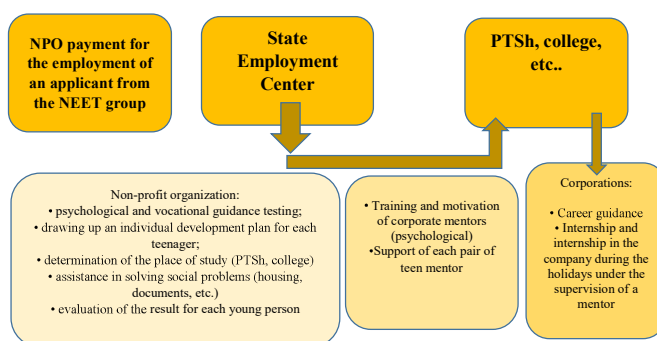 NPO payment for
the employment of
an applicant from
the NEET group
State
Employment
Center
PTSh, college,
etc..
Non-profit organization:
• psychological and vocational guidance testing;
• drawing up an individual development plan for each
teenager;
• determination of the place of study (PTSh, college)
• assistance in solving social problems (housing,
documents, etc.)
• evaluation of the result for each young person
• Training and motivation
of corporate mentors
(psychological)
•Support of each pair of
teen mentor
Corporations:
• Career guidance
• Internship and
internship in the
company during the
holidays under the
supervision of a
mentor